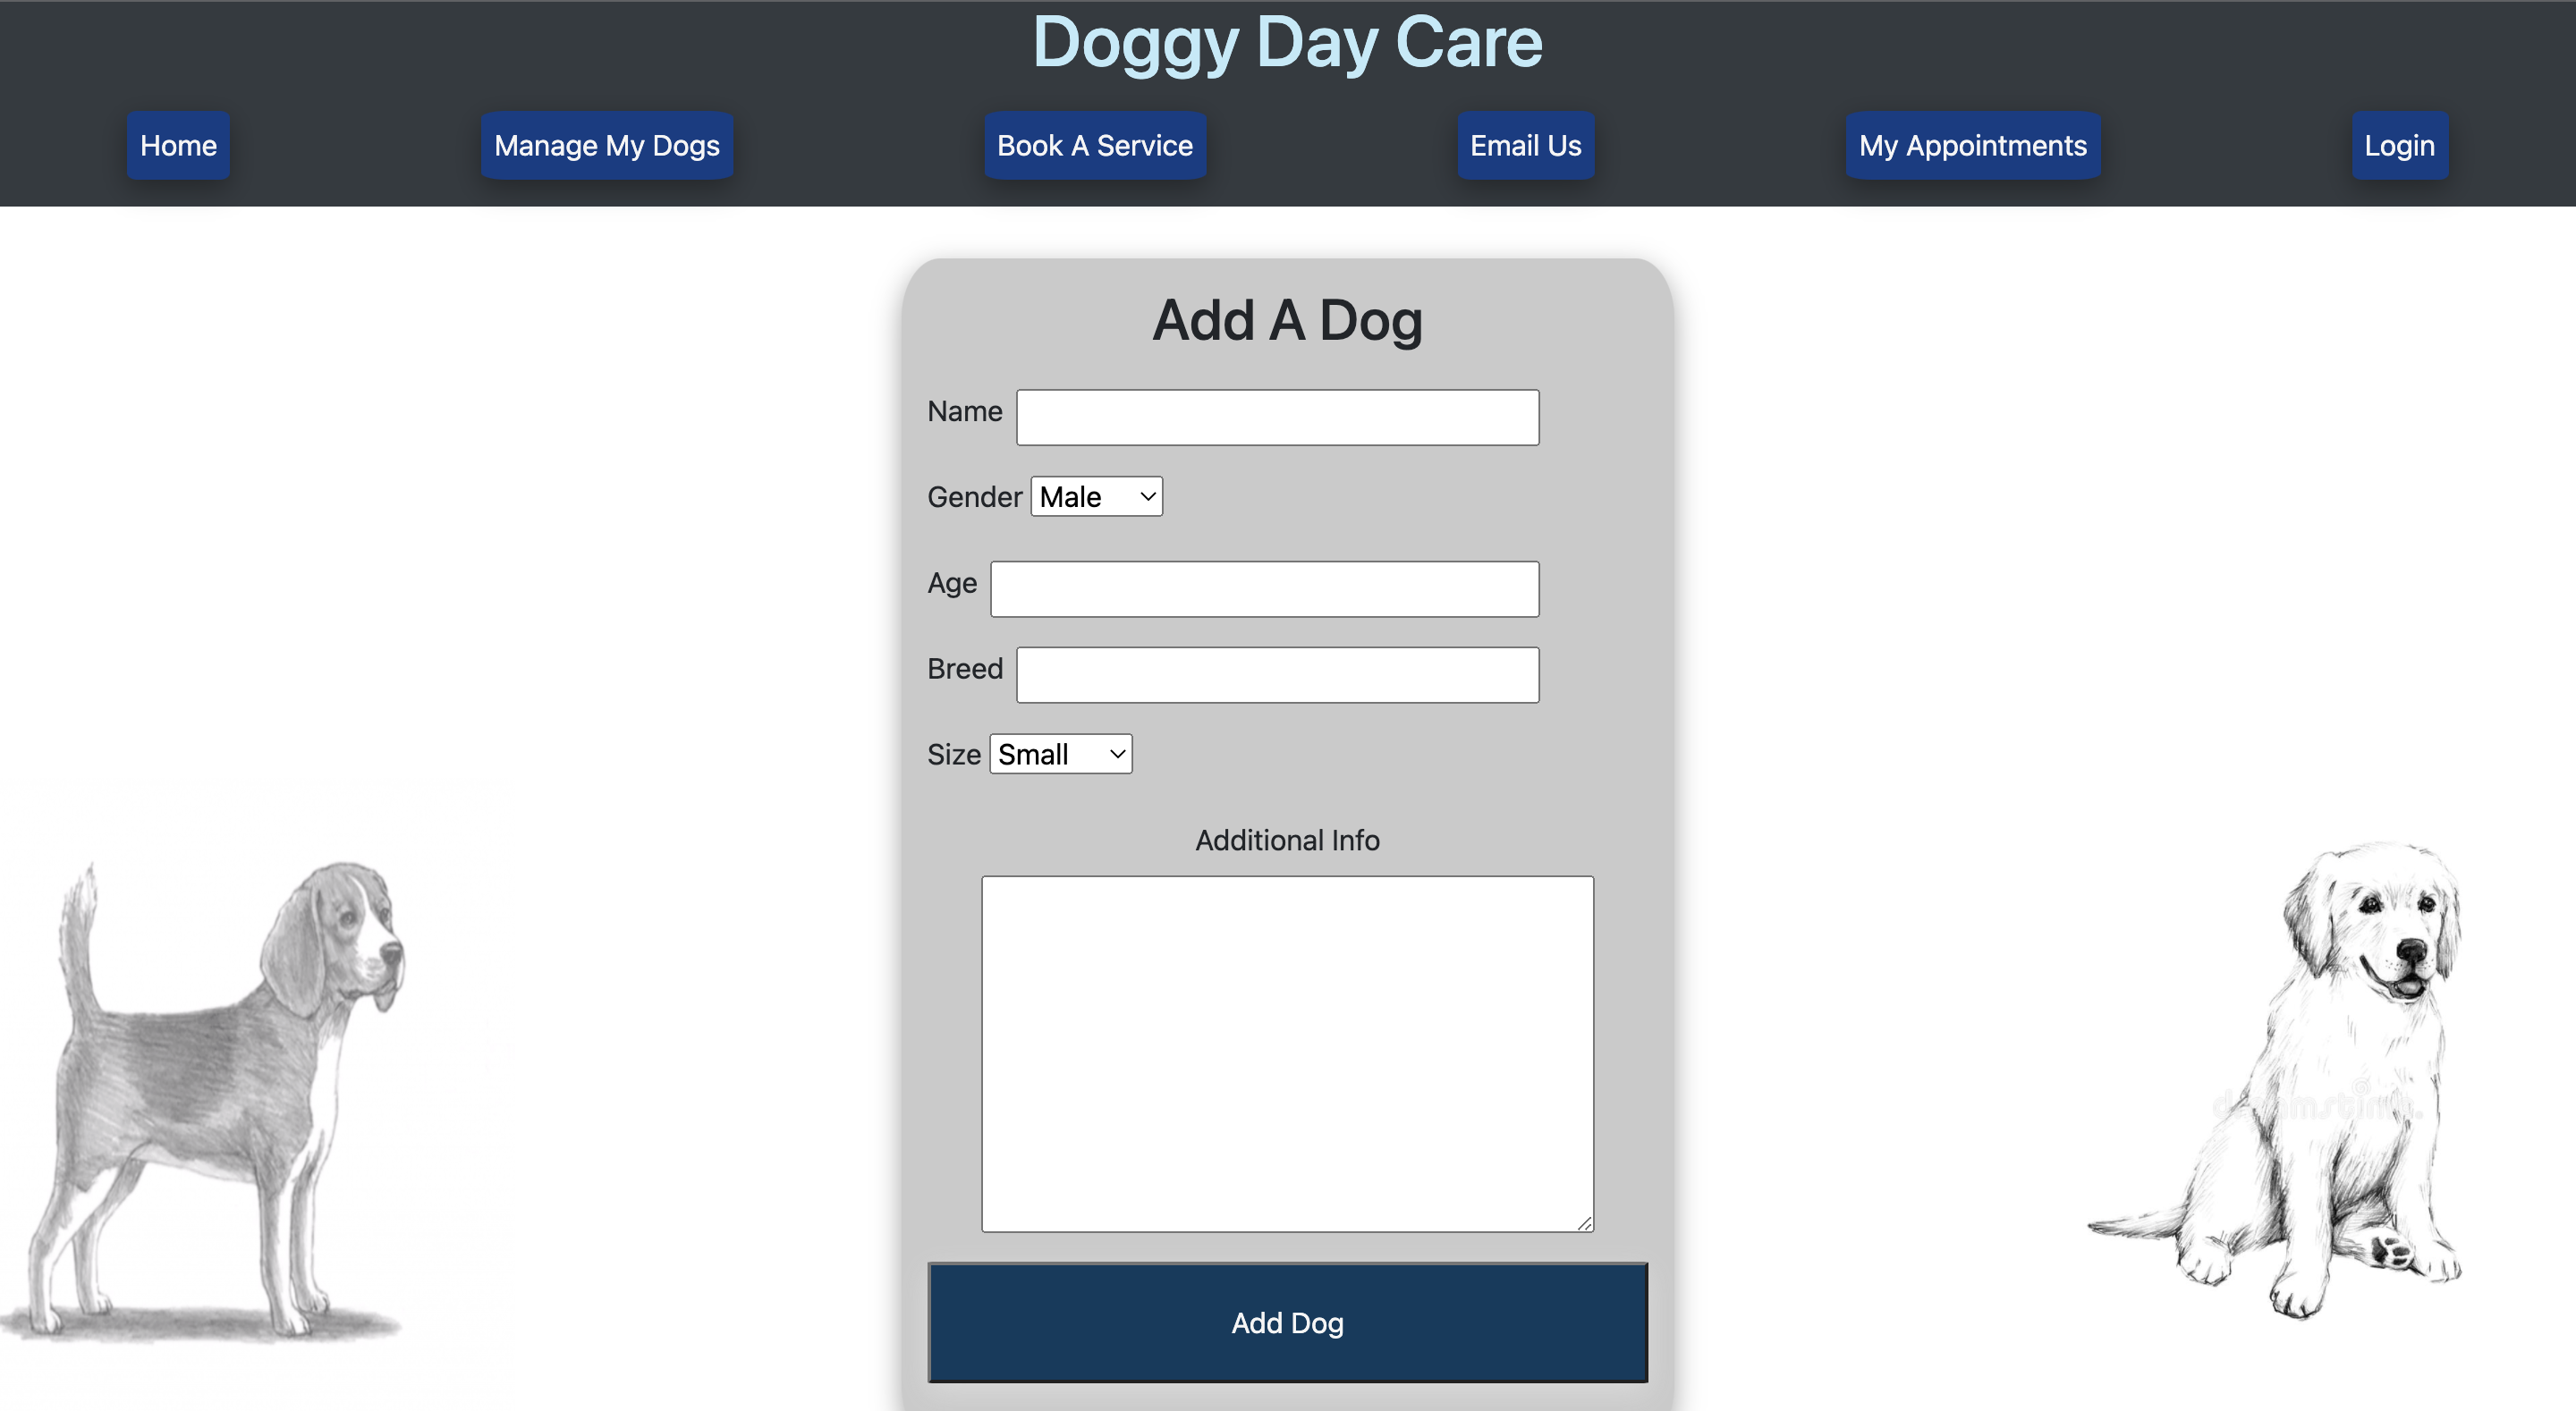 Doggy Day Care
Home Manage My Dogs Book A Service Email Us My Appointments Login
Add A Dog
Name
Gender Male
Age
Breed
Size Small
Additional Info
Add Dog